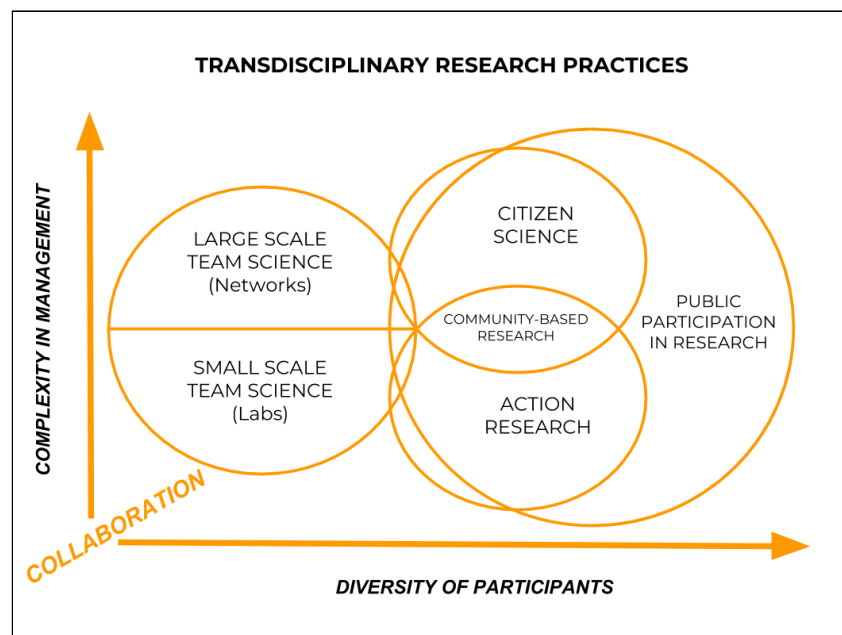 TRANSDISCIPLINARY RESEARCH PRACTICES
COMPLEXITY IN MANAGEMENT
LARGE SCALE
TEAM SCIENCE
(Networks)
SMALL SCALE
TEAM SCIENCE
(Labs)
CITIZEN
SCIENCE
COMMUNITY-BASED
RESEARCH
ACTION
RESEARCH
PUBLIC
PARTICIPATION
IN RESEARCH
COLLABORATION
DIVERSITY OF PARTICIPANTS